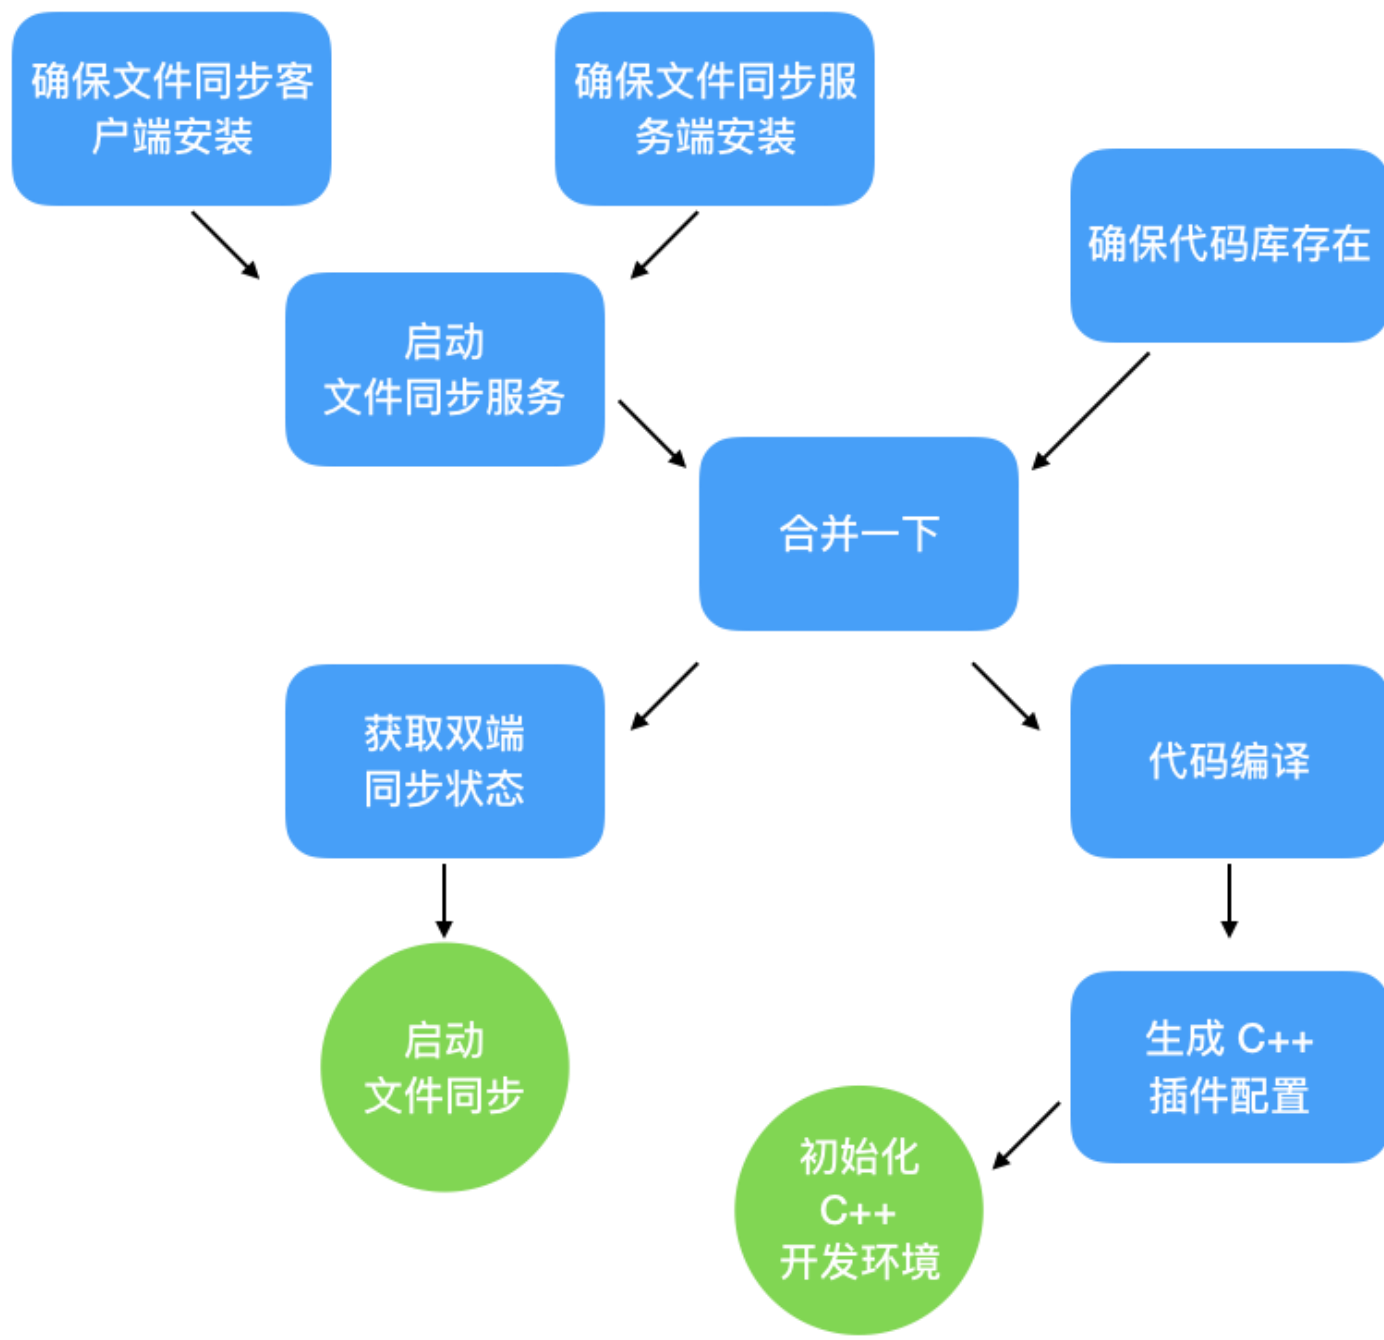 确保文件同步客
户端安装
确保文件同步服
务端安装
确保代码库存在
启动
文件同步服务
合并一下
获取双端
同步状态
代码编译
启动
文件同步
生成 C++
插件配置
初始化
C++
开发环境